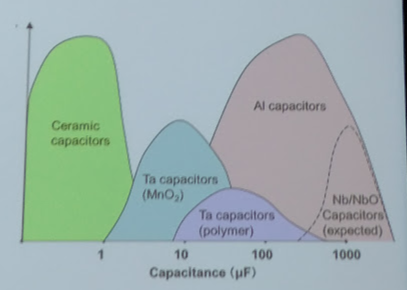 Ceramic
capacitors
Al capacitors
Ta capacitors
(MnO₂)
Ta capacitors
(polymer)
Nb/NbO
Capacitors
(expected)
1 10 100 1000
Capacitance (µF)